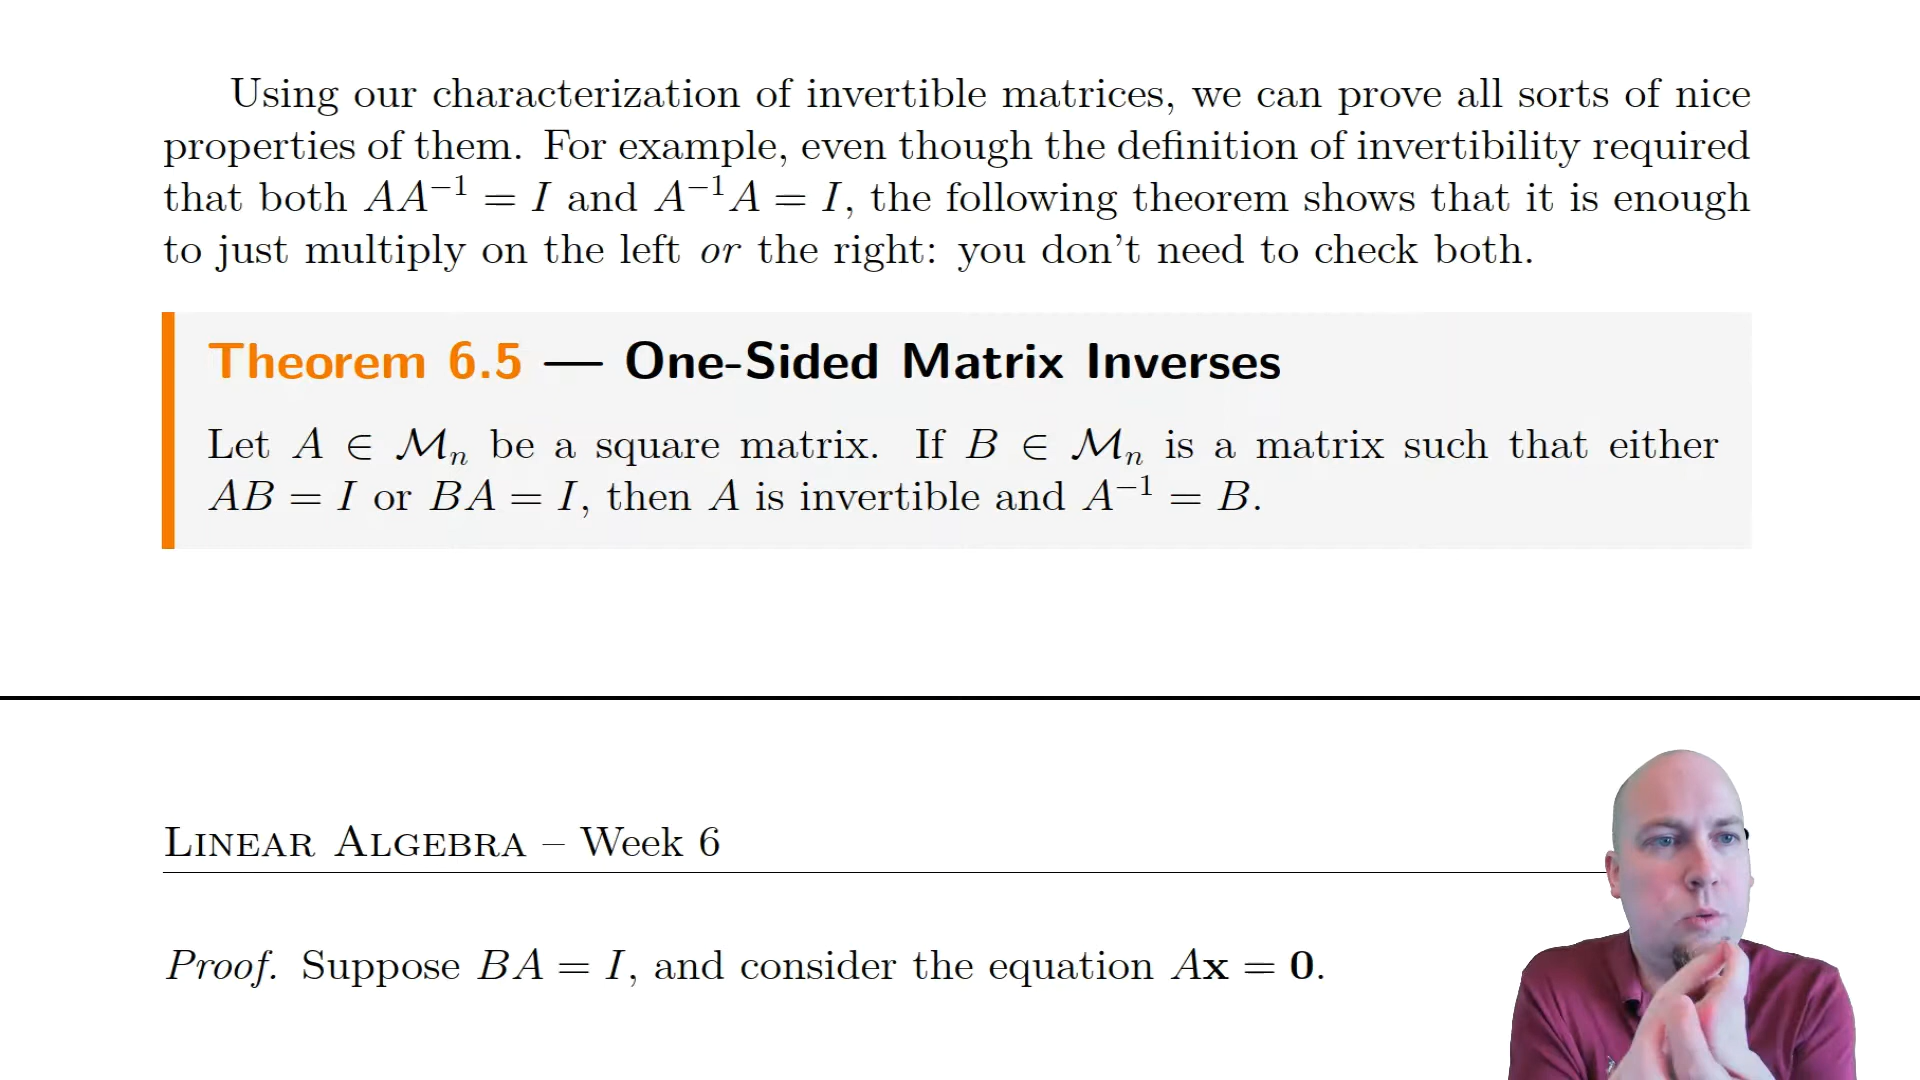 Using our characterization of invertible matrices, we can prove all sorts of nice
properties of them. For example, even though the definition of invertibility required
that both AA⁻¹ = I and A⁻¹A = I, the following theorem shows that it is enough
to just multiply on the left or the right: you don't need to check both.
Theorem 6.5 — One-Sided Matrix Inverses
Let A ∈ ℳₙ be a square matrix. If B ∈ ℳₙ is a matrix such that either
AB = I or BA = I, then A is invertible and A⁻¹ = B.
Linear Algebra – Week 6
Proof. Suppose BA = I, and consider the equation Ax = 0.